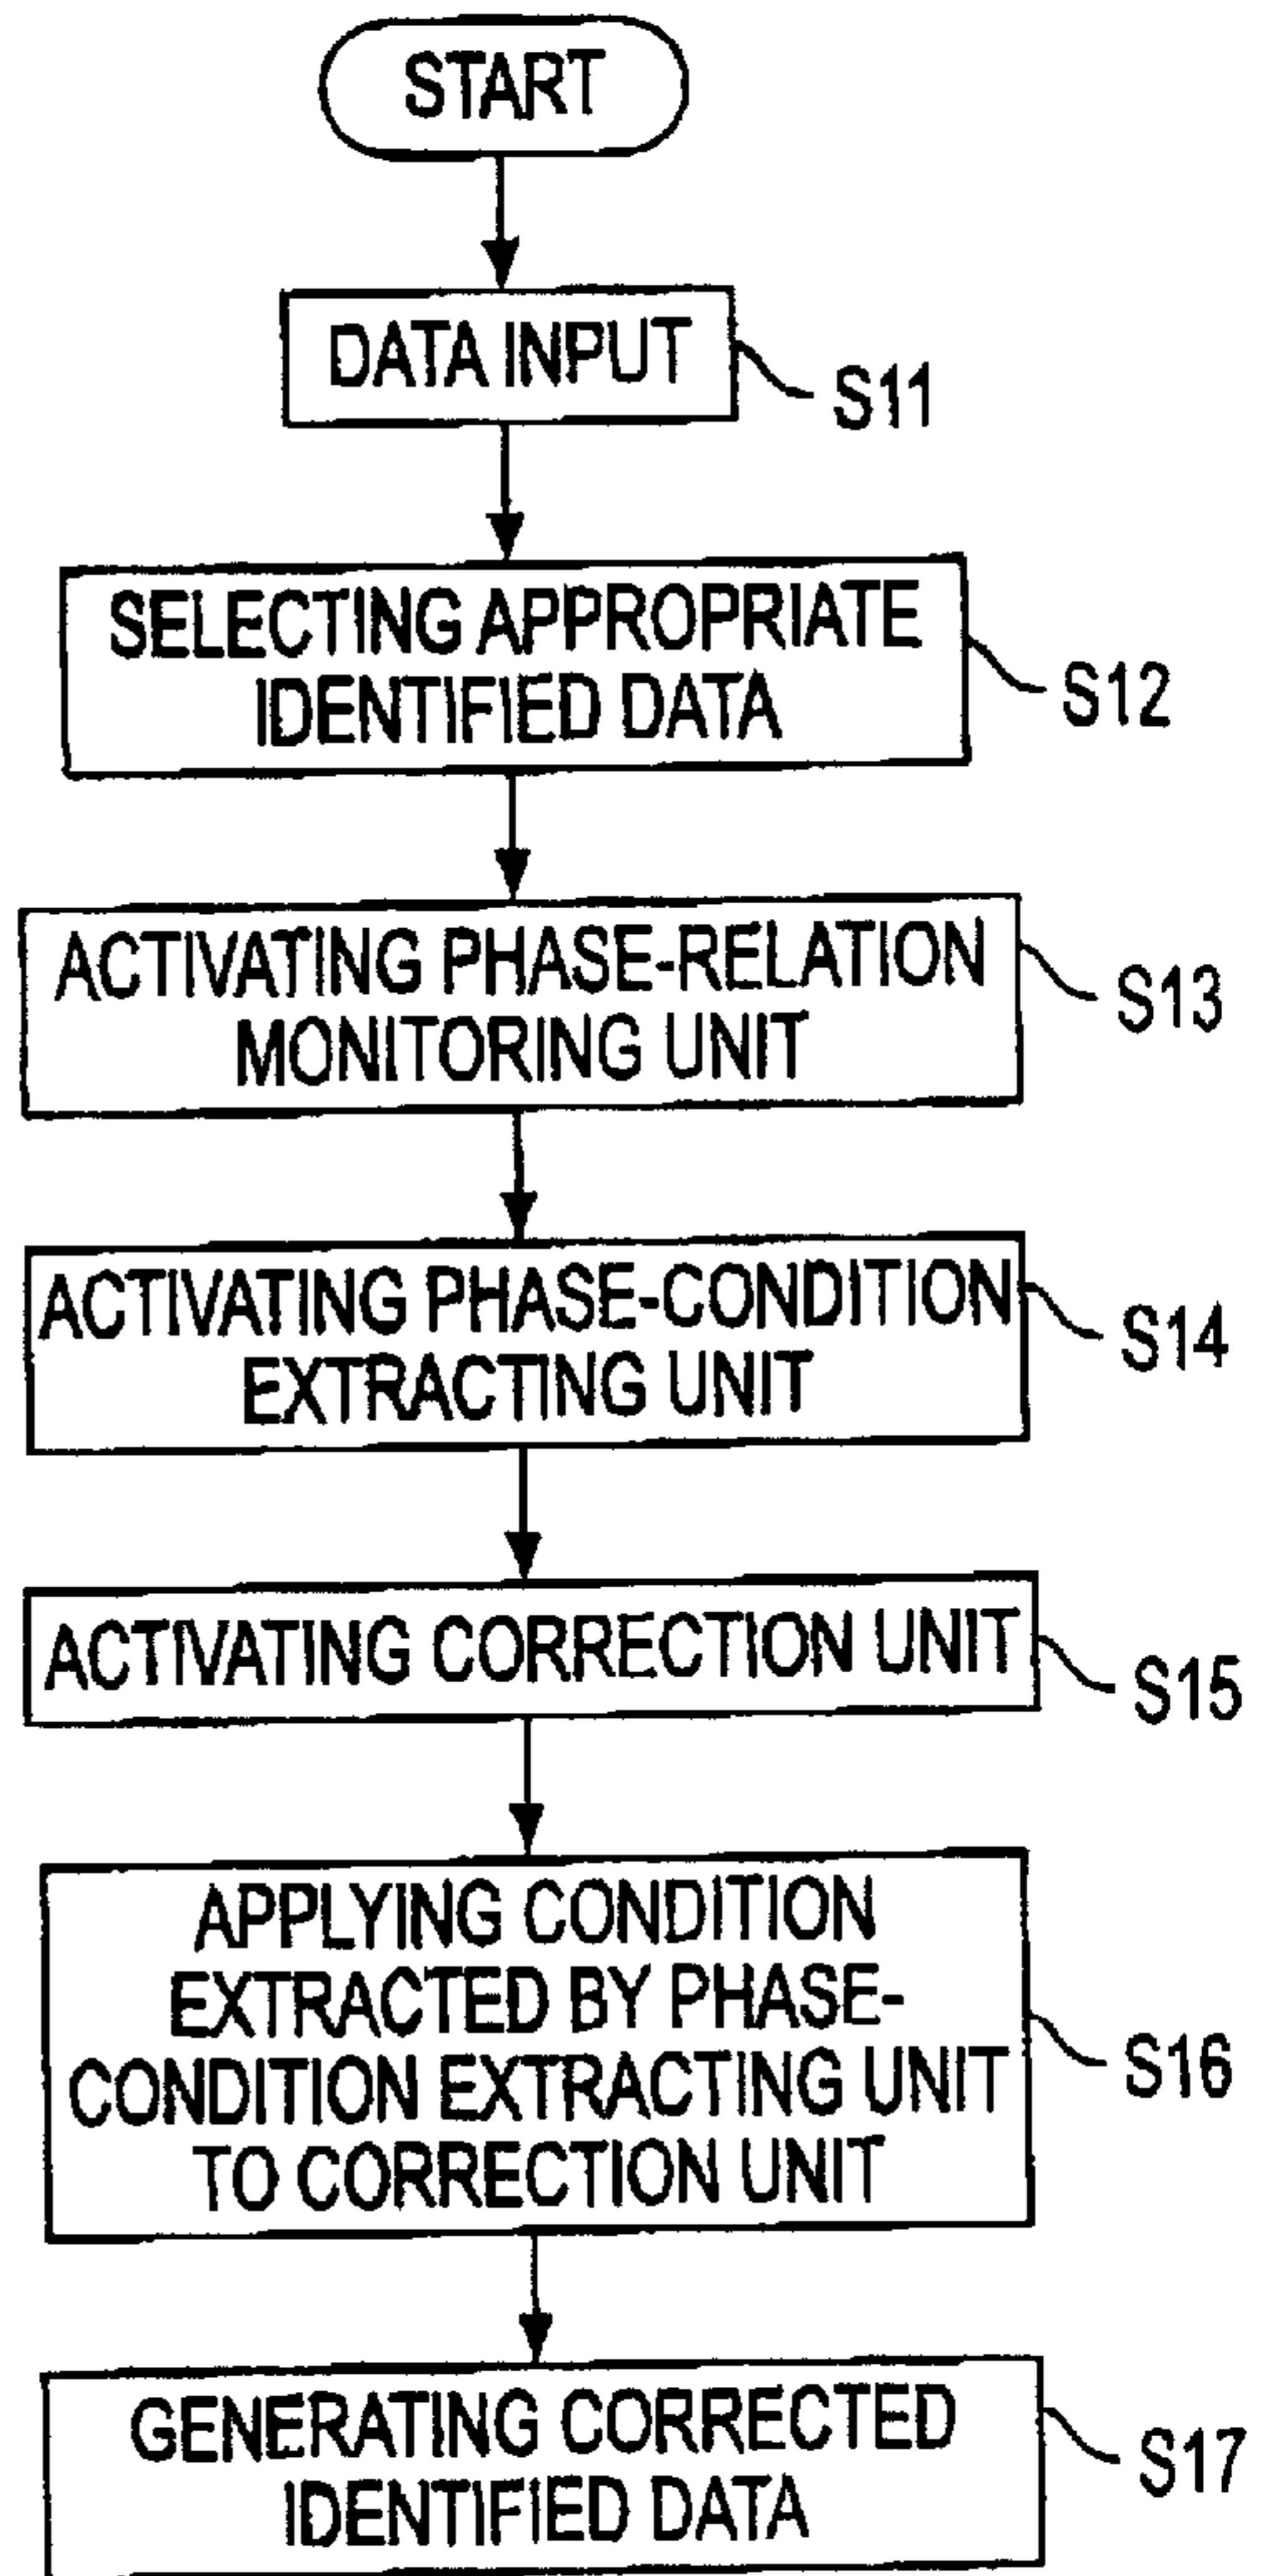 START
DATA INPUT
S11
SELECTING APPROPRIATE
IDENTIFIED DATA
S12
ACTIVATING PHASE-RELATION
MONITORING UNIT
S13
ACTIVATING PHASE-CONDITION
EXTRACTING UNIT
S14
ACTIVATING CORRECTION UNIT
S15
APPLYING CONDITION
EXTRACTED BY PHASE-
CONDITION EXTRACTING UNIT
TO CORRECTION UNIT
S16
GENERATING CORRECTED
IDENTIFIED DATA
S17